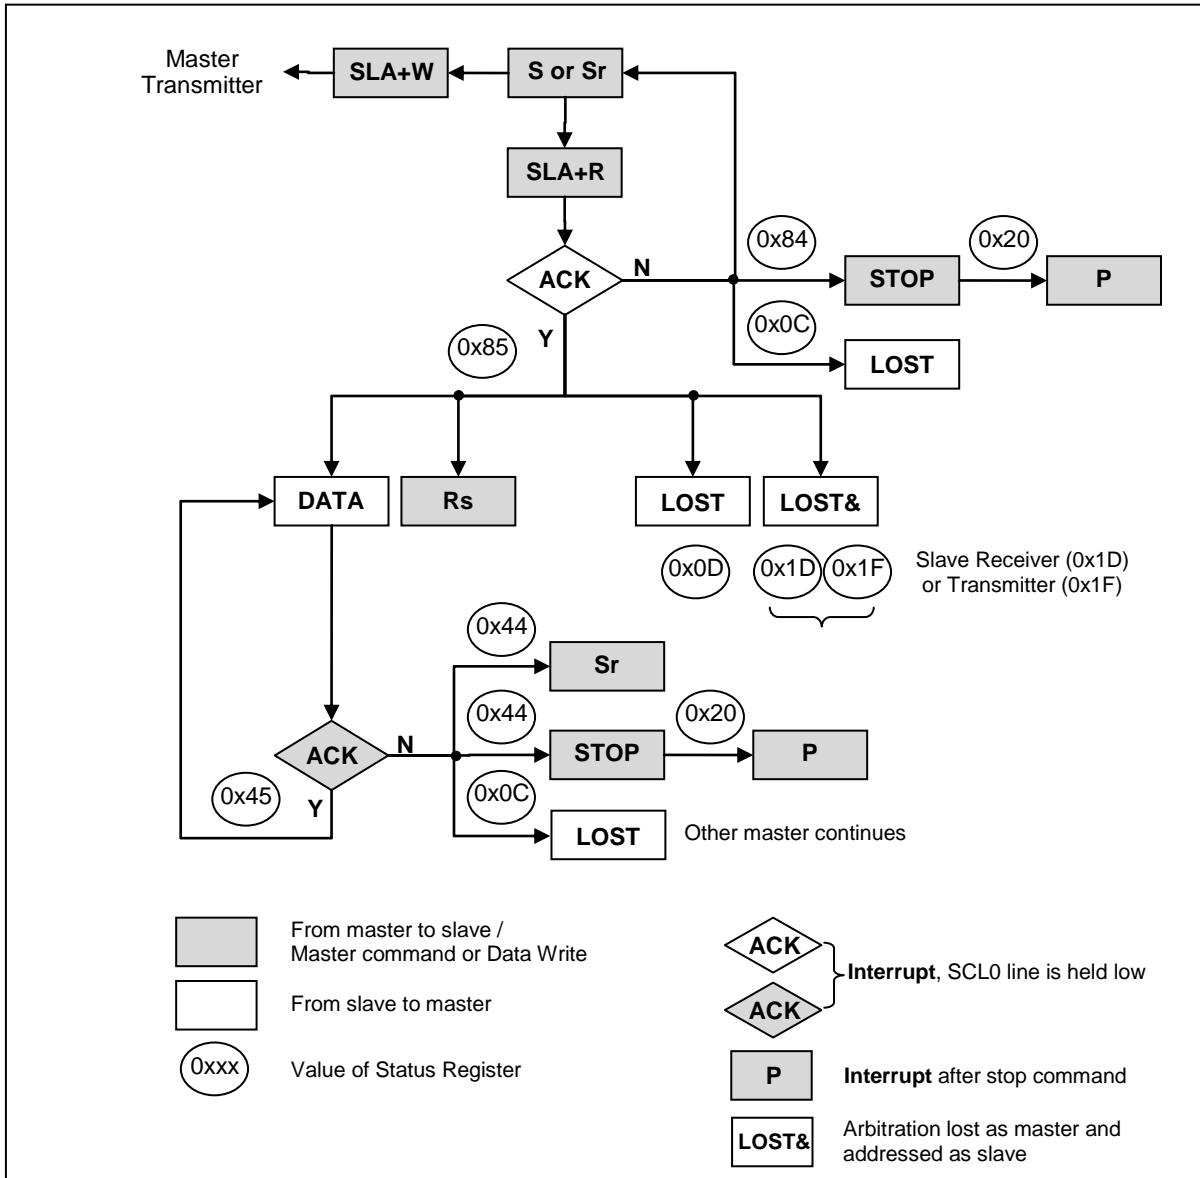 Master
Transmitter
SLA+W
S or Sr
SLA+R
ACK
N
Y
0x84
STOP
0x20
P
0x0C
LOST
0x85
DATA
Rs
LOST
LOST&
0x0D
0x1D
0x1F
Slave Receiver (0x1D)
or Transmitter (0x1F)
0x44
Sr
ACK
N
Y
0x45
0x44
STOP
0x20
P
0x0C
LOST
Other master continues
From master to slave /
Master command or Data Write
From slave to master
0xxx
Value of Status Register
ACK
ACK
Interrupt, SCL0 line is held low
P
Interrupt after stop command
LOST&
Arbitration lost as master and
addressed as slave